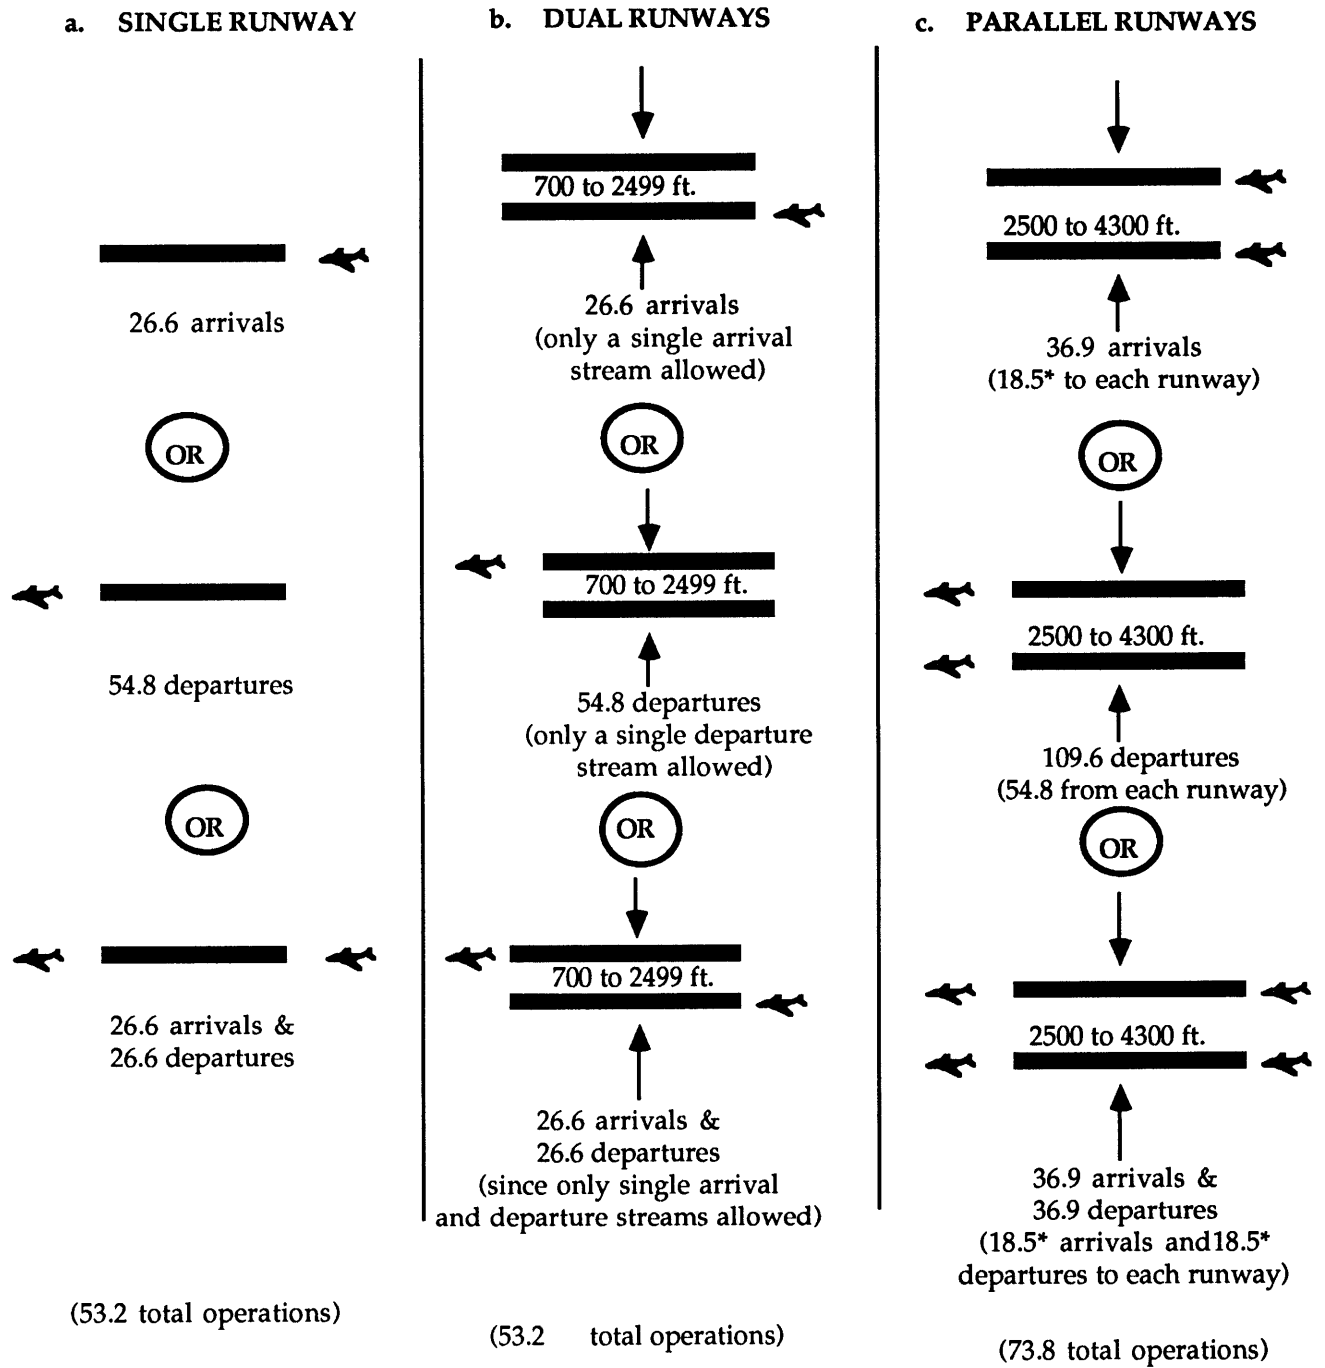 a. SINGLE RUNWAY
26.6 arrivals
OR
54.8 departures
OR
26.6 arrivals &
26.6 departures
(53.2 total operations)
b. DUAL RUNWAYS
700 to 2499 ft.
26.6 arrivals
(only a single arrival
stream allowed)
OR
700 to 2499 ft.
54.8 departures
(only a single departure
stream allowed)
OR
700 to 2499 ft.
26.6 arrivals &
26.6 departures
(since only single arrival
and departure streams allowed)
(53.2 total operations)
c. PARALLEL RUNWAYS
2500 to 4300 ft.
36.9 arrivals
(18.5* to each runway)
OR
2500 to 4300 ft.
109.6 departures
(54.8 from each runway)
OR
2500 to 4300 ft.
36.9 arrivals &
36.9 departures
(18.5* arrivals and18.5*
departures to each runway)
(73.8 total operations)